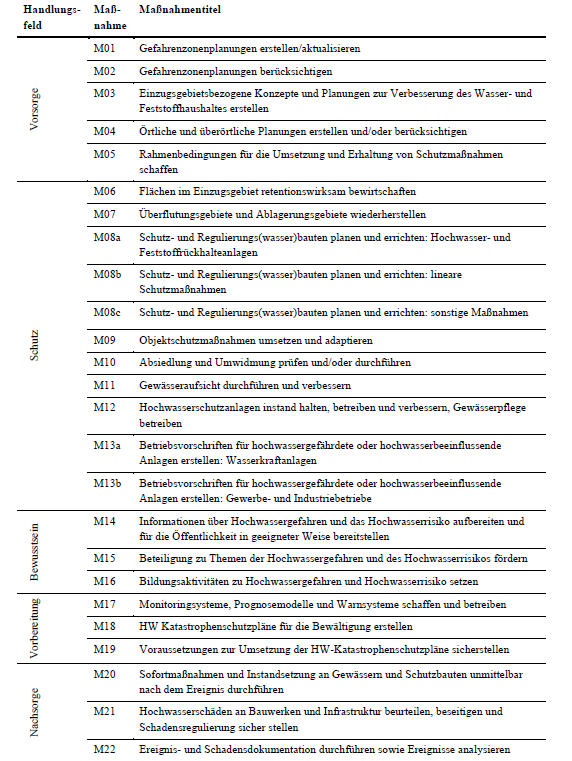 Handlungs- Maß- Maßnahmentitel
feld nahme
Vorsorge
M01 Gefahrenzonenplanungen erstellen/aktualisieren
M02 Gefahrenzonenplanungen berücksichtigen
M03 Einzugsgebietsbezogene Konzepte und Planungen zur Verbesserung des Wasser- und
Feststoffhaushaltes erstellen
M04 Örtliche und überörtliche Planungen erstellen und/oder berücksichtigen
M05 Rahmenbedingungen für die Umsetzung und Erhaltung von Schutzmaßnahmen
schaffen
Schutz
M06 Flächen im Einzugsgebiet retentionswirksam bewirtschaften
M07 Überflutungsgebiete und Ablagerungsgebiete wiederherstellen
M08a Schutz- und Regulierungs(wasser)bauten planen und errichten: Hochwasser- und
Feststoffrückhalteanlagen
M08b Schutz- und Regulierungs(wasser)bauten planen und errichten: lineare
Schutzmaßnahmen
M08c Schutz- und Regulierungs(wasser)bauten planen und errichten: sonstige Maßnahmen
M09 Objektschutzmaßnahmen umsetzen und adaptieren
M10 Absiedlung und Umwidmung prüfen und/oder durchführen
M11 Gewässeraufsicht durchführen und verbessern
M12 Hochwasserschutzanlagen instand halten, betreiben und verbessern, Gewässerpflege
betreiben
M13a Betriebsvorschriften für hochwassergefährdete oder hochwasserbeeinflussende
Anlagen erstellen: Wasserkraftanlagen
M13b Betriebsvorschriften für hochwassergefährdete oder hochwasserbeeinflussende
Anlagen erstellen: Gewerbe- und Industriebetriebe
Bewusstsein
M14 Informationen über Hochwassergefahren und das Hochwasserrisiko aufbereiten und
für die Öffentlichkeit in geeigneter Weise bereitstellen
M15 Beteiligung zu Themen der Hochwassergefahren und des Hochwasserrisikos fördern
M16 Bildungsaktivitäten zu Hochwassergefahren und Hochwasserrisiko setzen
Vorbereitung
M17 Monitoringsysteme, Prognosemodelle und Warnsysteme schaffen und betreiben
M18 HW Katastrophenschutzpläne für die Bewältigung erstellen
M19 Voraussetzungen zur Umsetzung der HW-Katastrophenschutzpläne sicherstellen
Nachsorge
M20 Sofortmaßnahmen und Instandsetzung an Gewässern und Schutzbauten unmittelbar
nach dem Ereignis durchführen
M21 Hochwasserschäden an Bauwerken und Infrastruktur beurteilen, beseitigen und
Schadensregulierung sicher stellen
M22 Ereignis- und Schadensdokumentation durchführen sowie Ereignisse analysieren